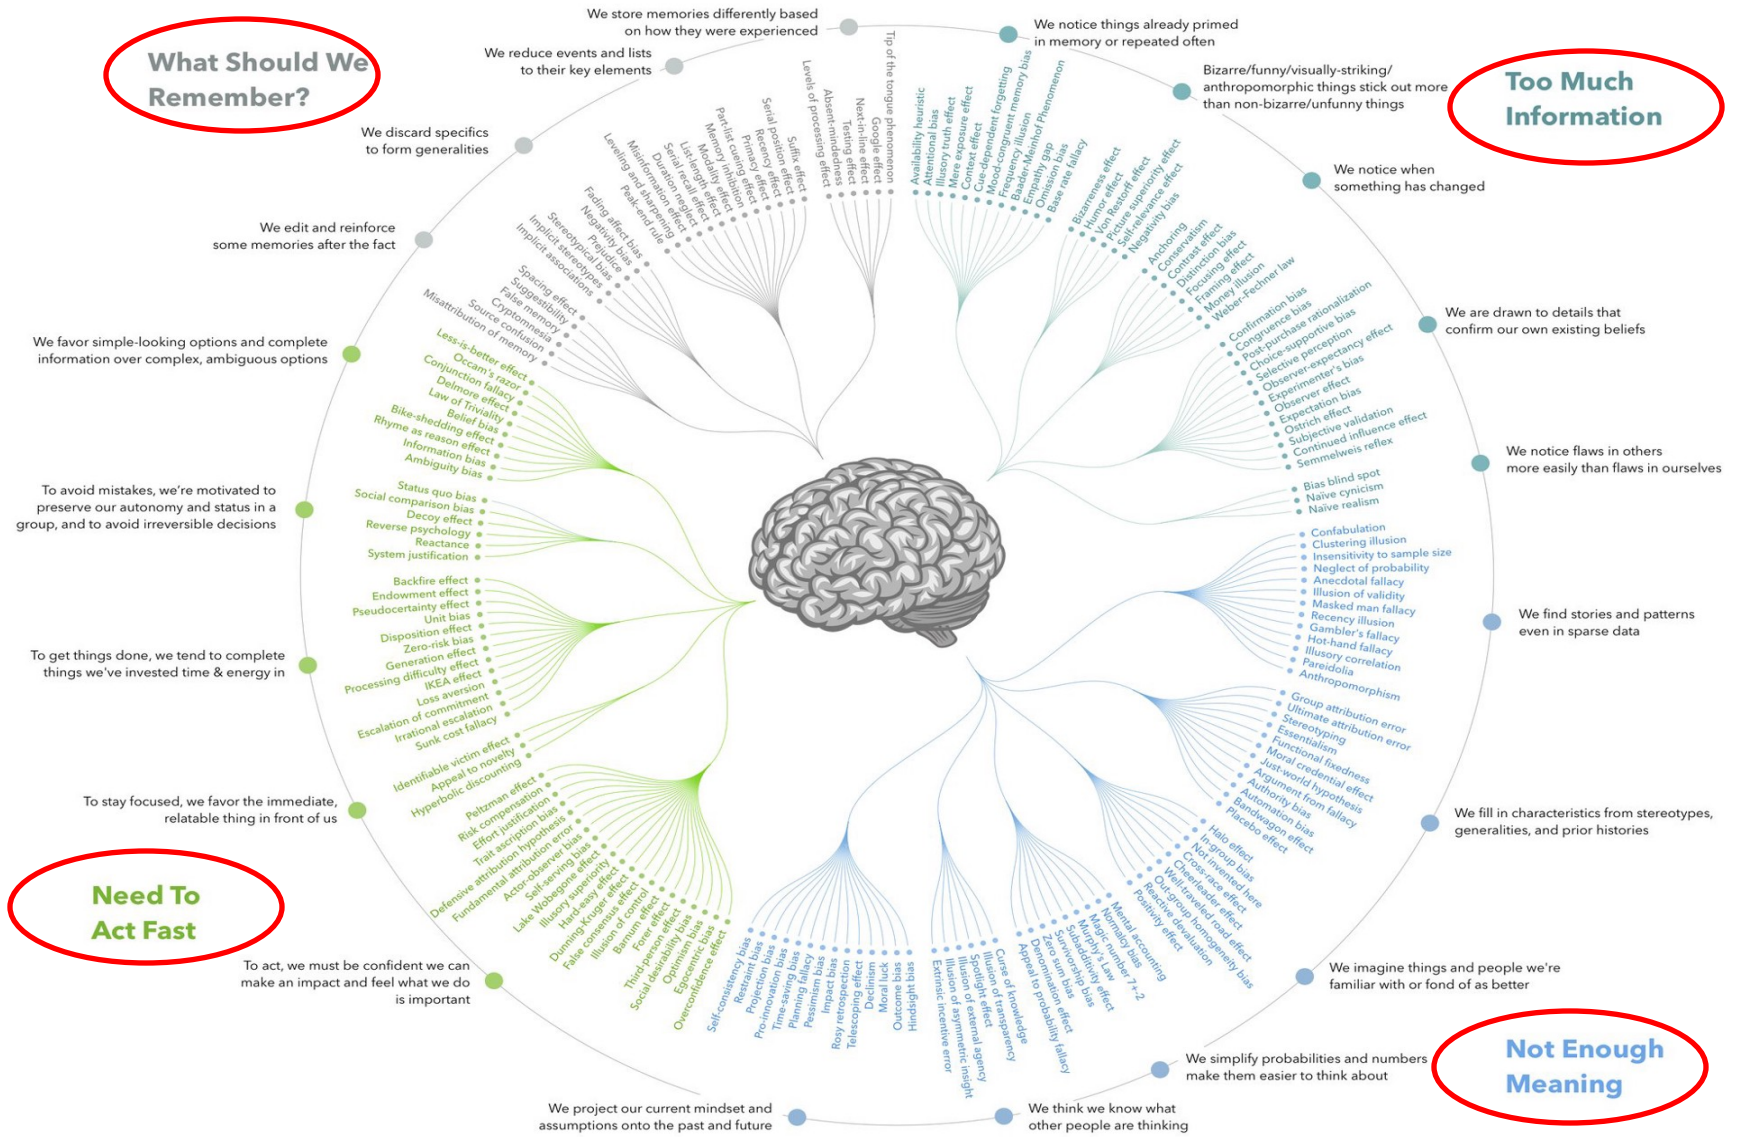 What Should We
Remember?
We store memories differently based
on how they were experienced
We reduce events and lists
to their key elements
We discard specifics
to form generalities
We edit and reinforce
some memories after the fact
Tip of the tongue phenomenon
Google effect
Next-in-line effect
Testing effect
Absent-mindedness
Levels of processing effect
Suffix effect
Serial position effect
Recency effect
Primacy effect
Part-list cueing effect
Memory inhibition
Modality effect
List-length effect
Serial recall effect
Duration neglect
Misinformation effect
Leveling and sharpening
Peak-end rule
Fading affect bias
Negativity bias
Prejudice
Stereotypical bias
Implicit stereotypes
Implicit associations
Spacing effect
Suggestibility
False memory
Cryptomnesia
Source confusion
Misattribution of memory
Too Much
Information
We notice things already primed
in memory or repeated often
Bizarre/funny/visually-striking/
anthropomorphic things stick out more
than non-bizarre/unfunny things
We notice when
something has changed
We are drawn to details that
confirm our own existing beliefs
We notice flaws in others
more easily than flaws in ourselves
Availability heuristic
Attentional bias
Illusory truth effect
Mere exposure effect
Context effect
Cue-dependent forgetting
Mood-congruent memory bias
Frequency illusion
Baader-Meinhof Phenomenon
Empathy gap
Omission bias
Base rate fallacy
Bizarreness effect
Humor effect
Von Restorff effect
Picture superiority effect
Self-relevance effect
Negativity bias
Anchoring
Conservatism
Contrast effect
Distinction bias
Focusing effect
Framing effect
Money illusion
Weber–Fechner law
Confirmation bias
Congruence bias
Post-purchase rationalization
Choice-supportive bias
Selective perception
Observer-expectancy effect
Experimenter's bias
Observer effect
Expectation bias
Ostrich effect
Subjective validation
Continued influence effect
Semmelweis reflex
Bias blind spot
Naïve cynicism
Naïve realism
We find stories and patterns
even in sparse data
We fill in characteristics from stereotypes,
generalities, and prior histories
We imagine things and people we're
familiar with or fond of as better
We simplify probabilities and numbers
make them easier to think about
We think we know what
other people are thinking
We project our current mindset and
assumptions onto the past and future
Not Enough
Meaning
Confabulation
Clustering illusion
Insensitivity to sample size
Neglect of probability
Anecdotal fallacy
Illusion of validity
Masked man fallacy
Recency illusion
Gambler's fallacy
Hot-hand fallacy
Illusory correlation
Pareidolia
Anthropomorphism
Group attribution error
Ultimate attribution error
Stereotyping
Essentialism
Functional fixedness
Moral credential effect
Just-world hypothesis
Argument from fallacy
Authority bias
Automation bias
Bandwagon effect
Placebo effect
Halo effect
In-group bias
Not invented here
Cross-race effect
Cheerleader effect
Well-traveled road effect
Out-group homogeneity bias
Reactive devaluation
Positivity effect
Mental accounting
Normalcy bias
Magic number 7+-2
Murphy's Law
Subadditivity effect
Survivorship bias
Zero sum bias
Denomination effect
Appeal to probability fallacy
Curse of knowledge
Illusion of transparency
Spotlight effect
Illusion of external agency
Illusion of asymmetric insight
Extrinsic incentive error
Hindsight bias
Outcome bias
Moral luck
Declinism
Telescoping effect
Rosy retrospection
Impact bias
Pessimism bias
Planning fallacy
Time-saving bias
Pro-innovation bias
Projection bias
Restraint bias
Self-consistency bias
We favor simple-looking options and complete
information over complex, ambiguous options
To avoid mistakes, we're motivated to
preserve our autonomy and status in a
group, and to avoid irreversible decisions
To get things done, we tend to complete
things we've invested time & energy in
To stay focused, we favor the immediate,
relatable thing in front of us
Need To
Act Fast
To act, we must be confident we can
make an impact and feel what we do
is important
Less-is-better effect
Occam's razor
Conjunction fallacy
Delmore effect
Law of Triviality
Belief bias
Bike-shedding effect
Rhyme as reason effect
Information bias
Ambiguity bias
Status quo bias
Social comparison bias
Decoy effect
Reverse psychology
Reactance
System justification
Backfire effect
Endowment effect
Pseudocertainty effect
Unit bias
Disposition effect
Zero-risk bias
Generation effect
Processing difficulty effect
IKEA effect
Loss aversion
Escalation of commitment
Irrational escalation
Sunk cost fallacy
Identifiable victim effect
Appeal to novelty
Hyperbolic discounting
Peltzman effect
Risk compensation
Effort justification
Trait ascription bias
Defensive attribution hypothesis
Fundamental attribution error
Actor-observer bias
Self-serving bias
Lake Wobegone effect
Illusory superiority
Hard-easy effect
Dunning-Kruger effect
False consensus effect
Illusion of control
Barnum effect
Forer effect
Third-person effect
Social desirability bias
Optimism bias
Egocentric bias
Overconfidence effect